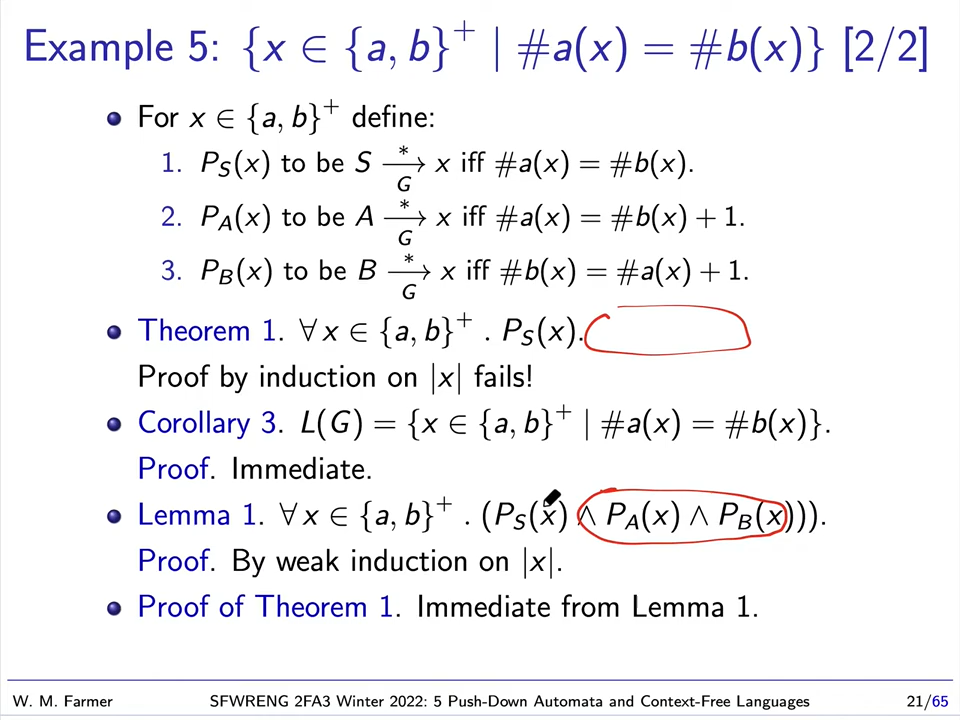 Example 5: {x ∈ {a, b}⁺ | #a(x) = #b(x)} [2/2]
For x ∈ {a, b}⁺ define:
1. P_S(x) to be S →*_G x iff #a(x) = #b(x).
2. P_A(x) to be A →*_G x iff #a(x) = #b(x) + 1.
3. P_B(x) to be B →*_G x iff #b(x) = #a(x) + 1.
Theorem 1. ∀ x ∈ {a, b}⁺ . P_S(x).
Proof by induction on |x| fails!
Corollary 3. L(G) = {x ∈ {a, b}⁺ | #a(x) = #b(x)}.
Proof. Immediate.
Lemma 1. ∀ x ∈ {a, b}⁺ . (P_S(x) ∧ P_A(x) ∧ P_B(x))).
Proof. By weak induction on |x|.
Proof of Theorem 1. Immediate from Lemma 1.
W. M. Farmer SFWRENG 2FA3 Winter 2022: 5 Push-Down Automata and Context-Free Languages 21/65